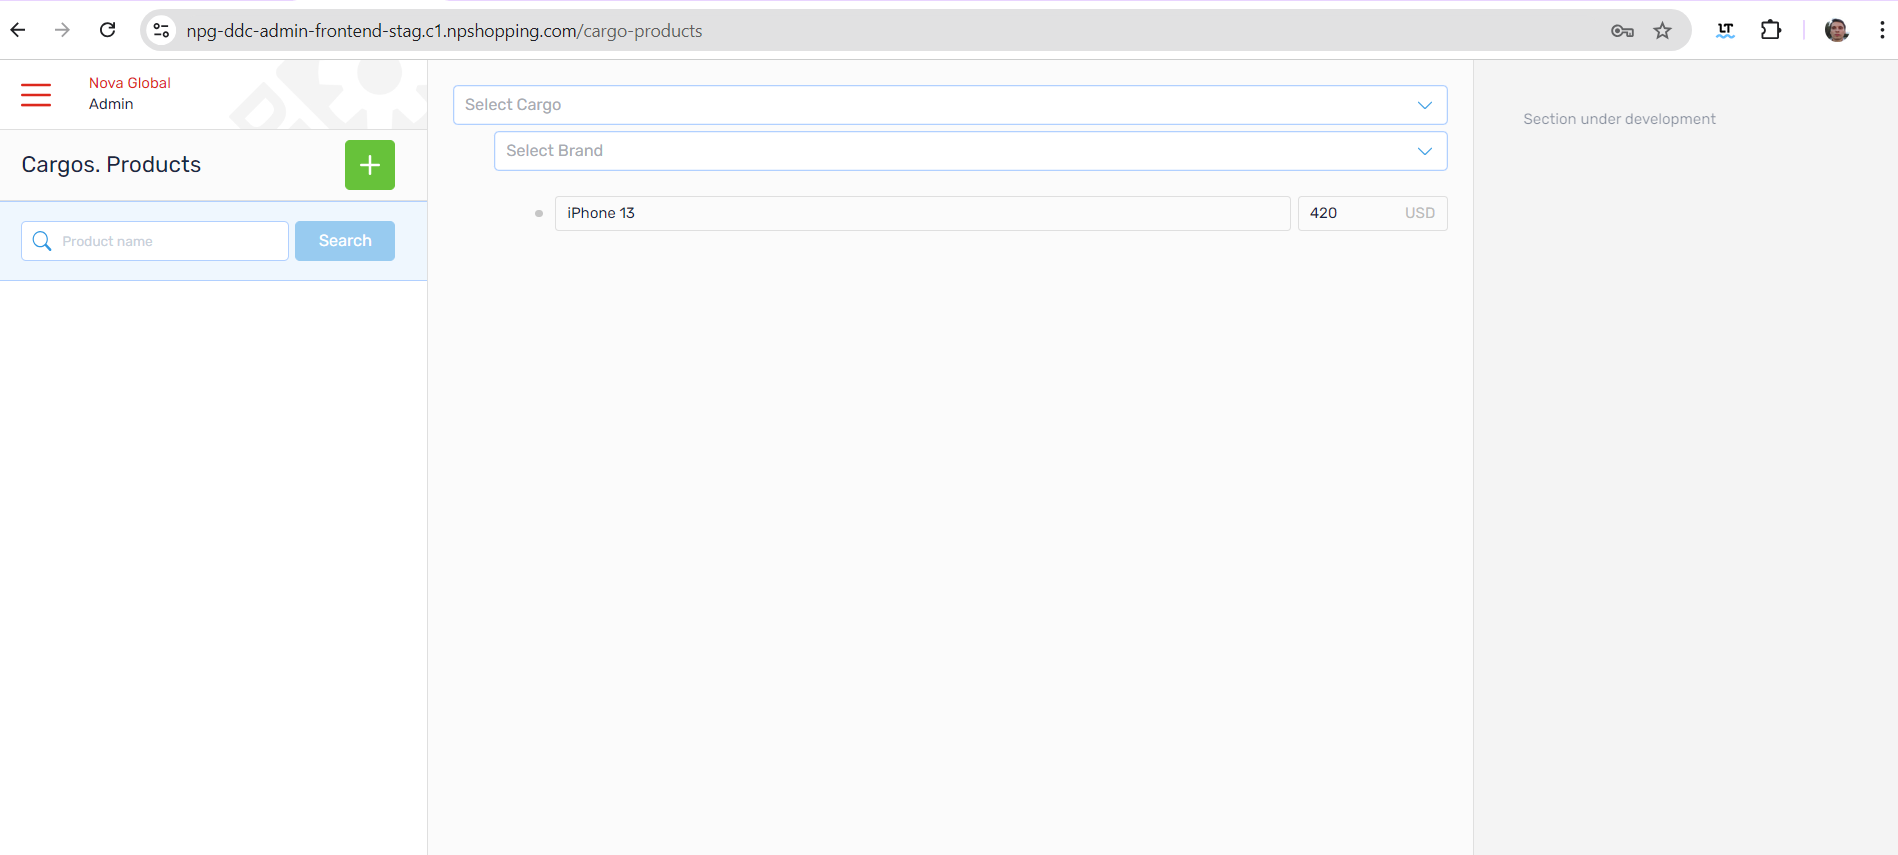 npg-ddc-admin-frontend-stag.c1.npshopping.com/cargo-products
LT
Nova Global
Admin
Cargos. Products
Product name
Search
Select Cargo
Select Brand
iPhone 13
420 USD
Section under development